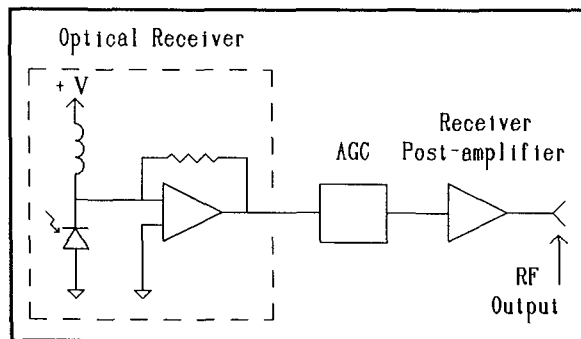 Optical Receiver
+ V
AGC
Receiver
Post-amplifier
RF
Output